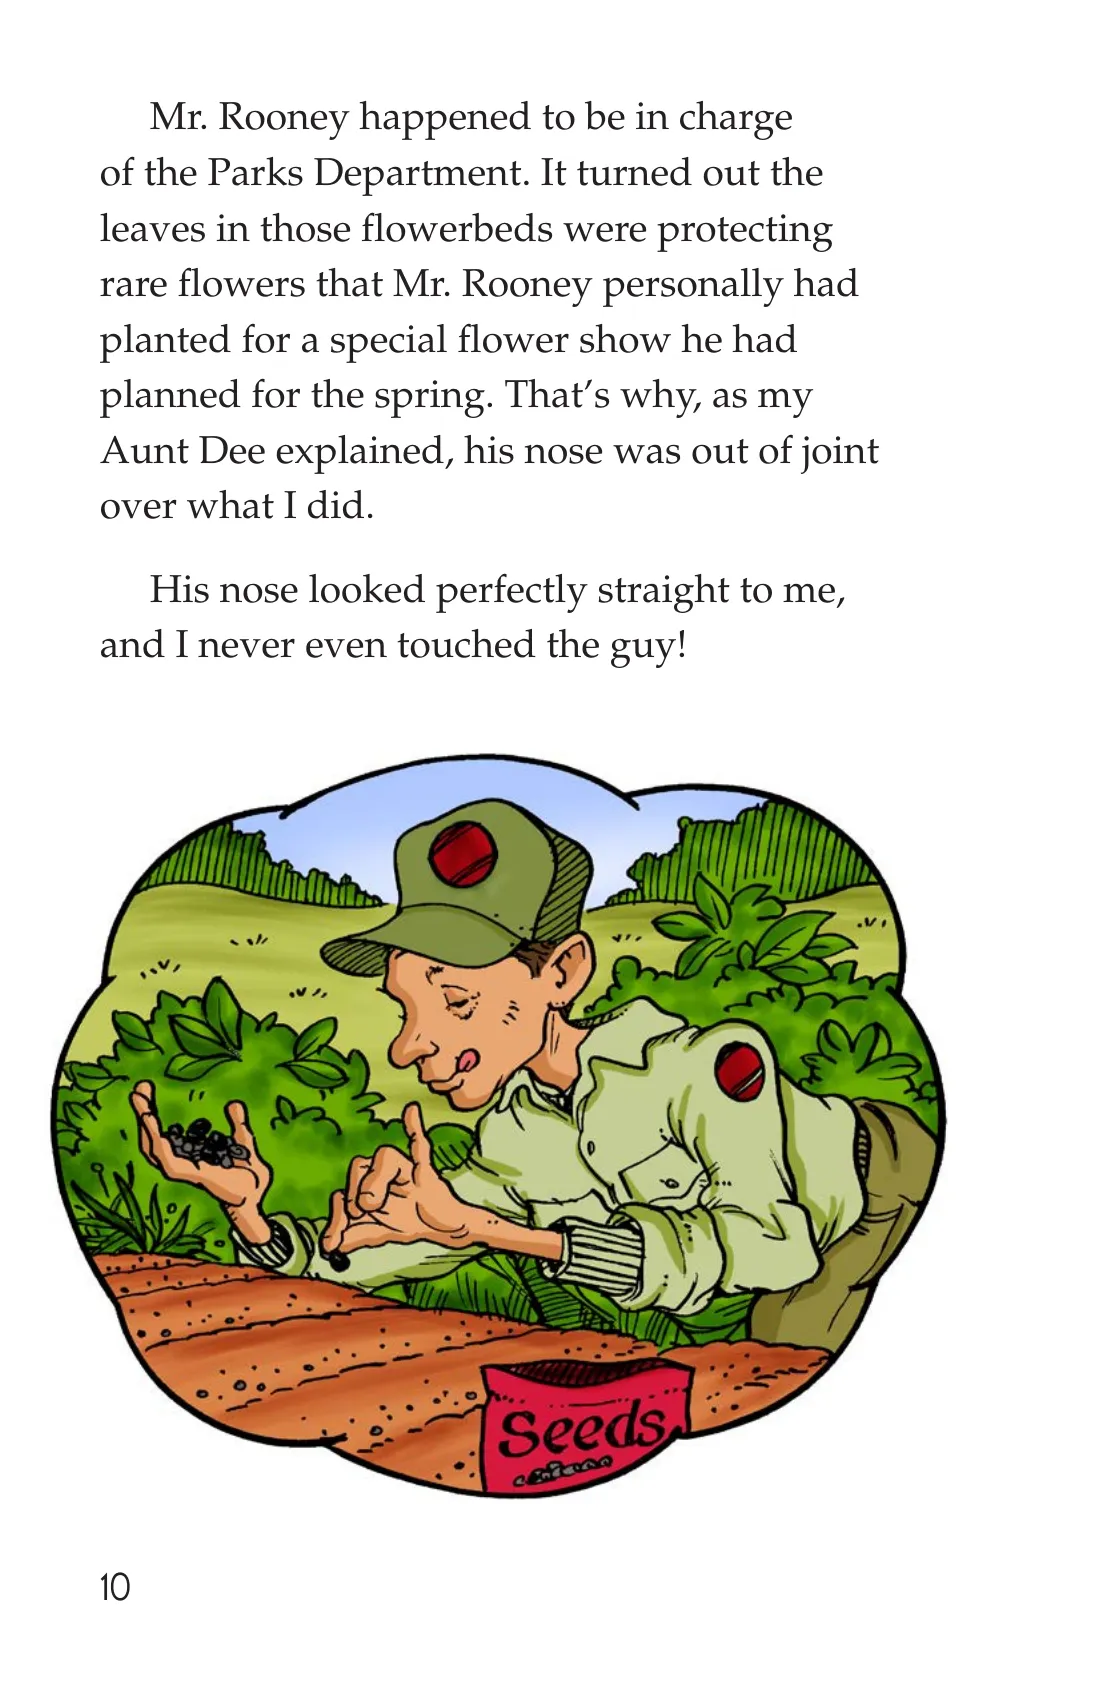 Mr. Rooney happened to be in charge
of the Parks Department. It turned out the
leaves in those flowerbeds were protecting
rare flowers that Mr. Rooney personally had
planted for a special flower show he had
planned for the spring. That’s why, as my
Aunt Dee explained, his nose was out of joint
over what I did.
His nose looked perfectly straight to me,
and I never even touched the guy!
Seeds
10